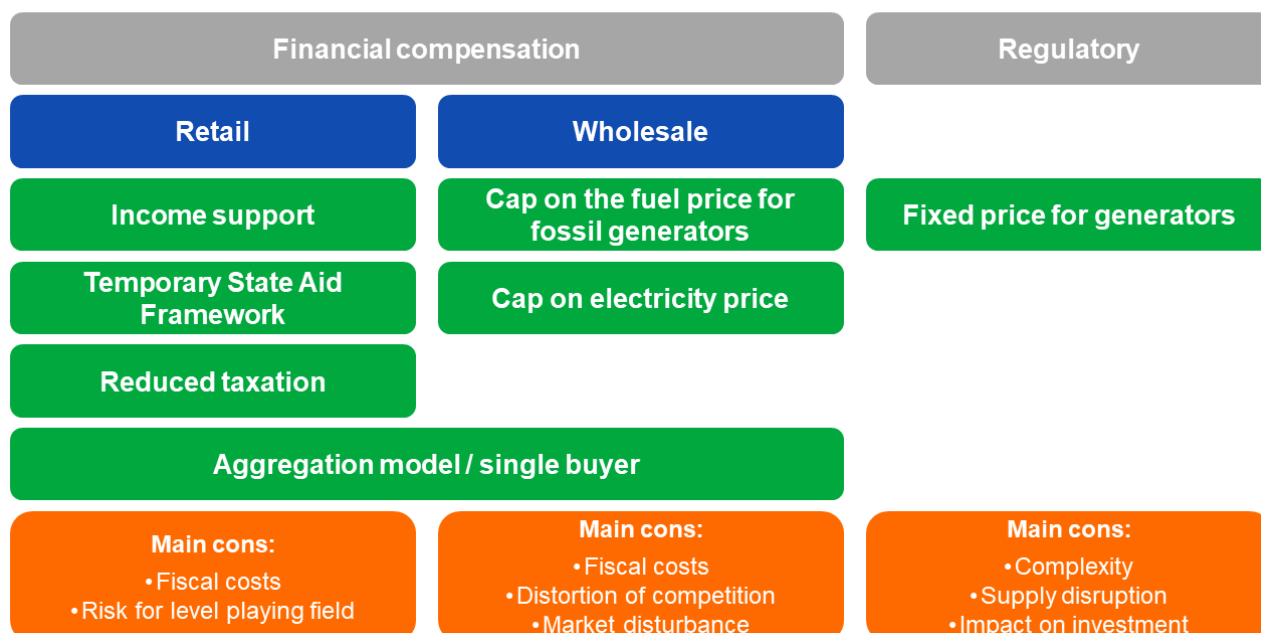 Financial compensation
Regulatory
Retail
Wholesale
Income support
Cap on the fuel price for
fossil generators
Fixed price for generators
Temporary State Aid
Framework
Cap on electricity price
Reduced taxation
Aggregation model / single buyer
Main cons:
•Fiscal costs
•Risk for level playing field
Main cons:
•Fiscal costs
•Distortion of competition
•Market disturbance
Main cons:
•Complexity
•Supply disruption
•Impact on investment